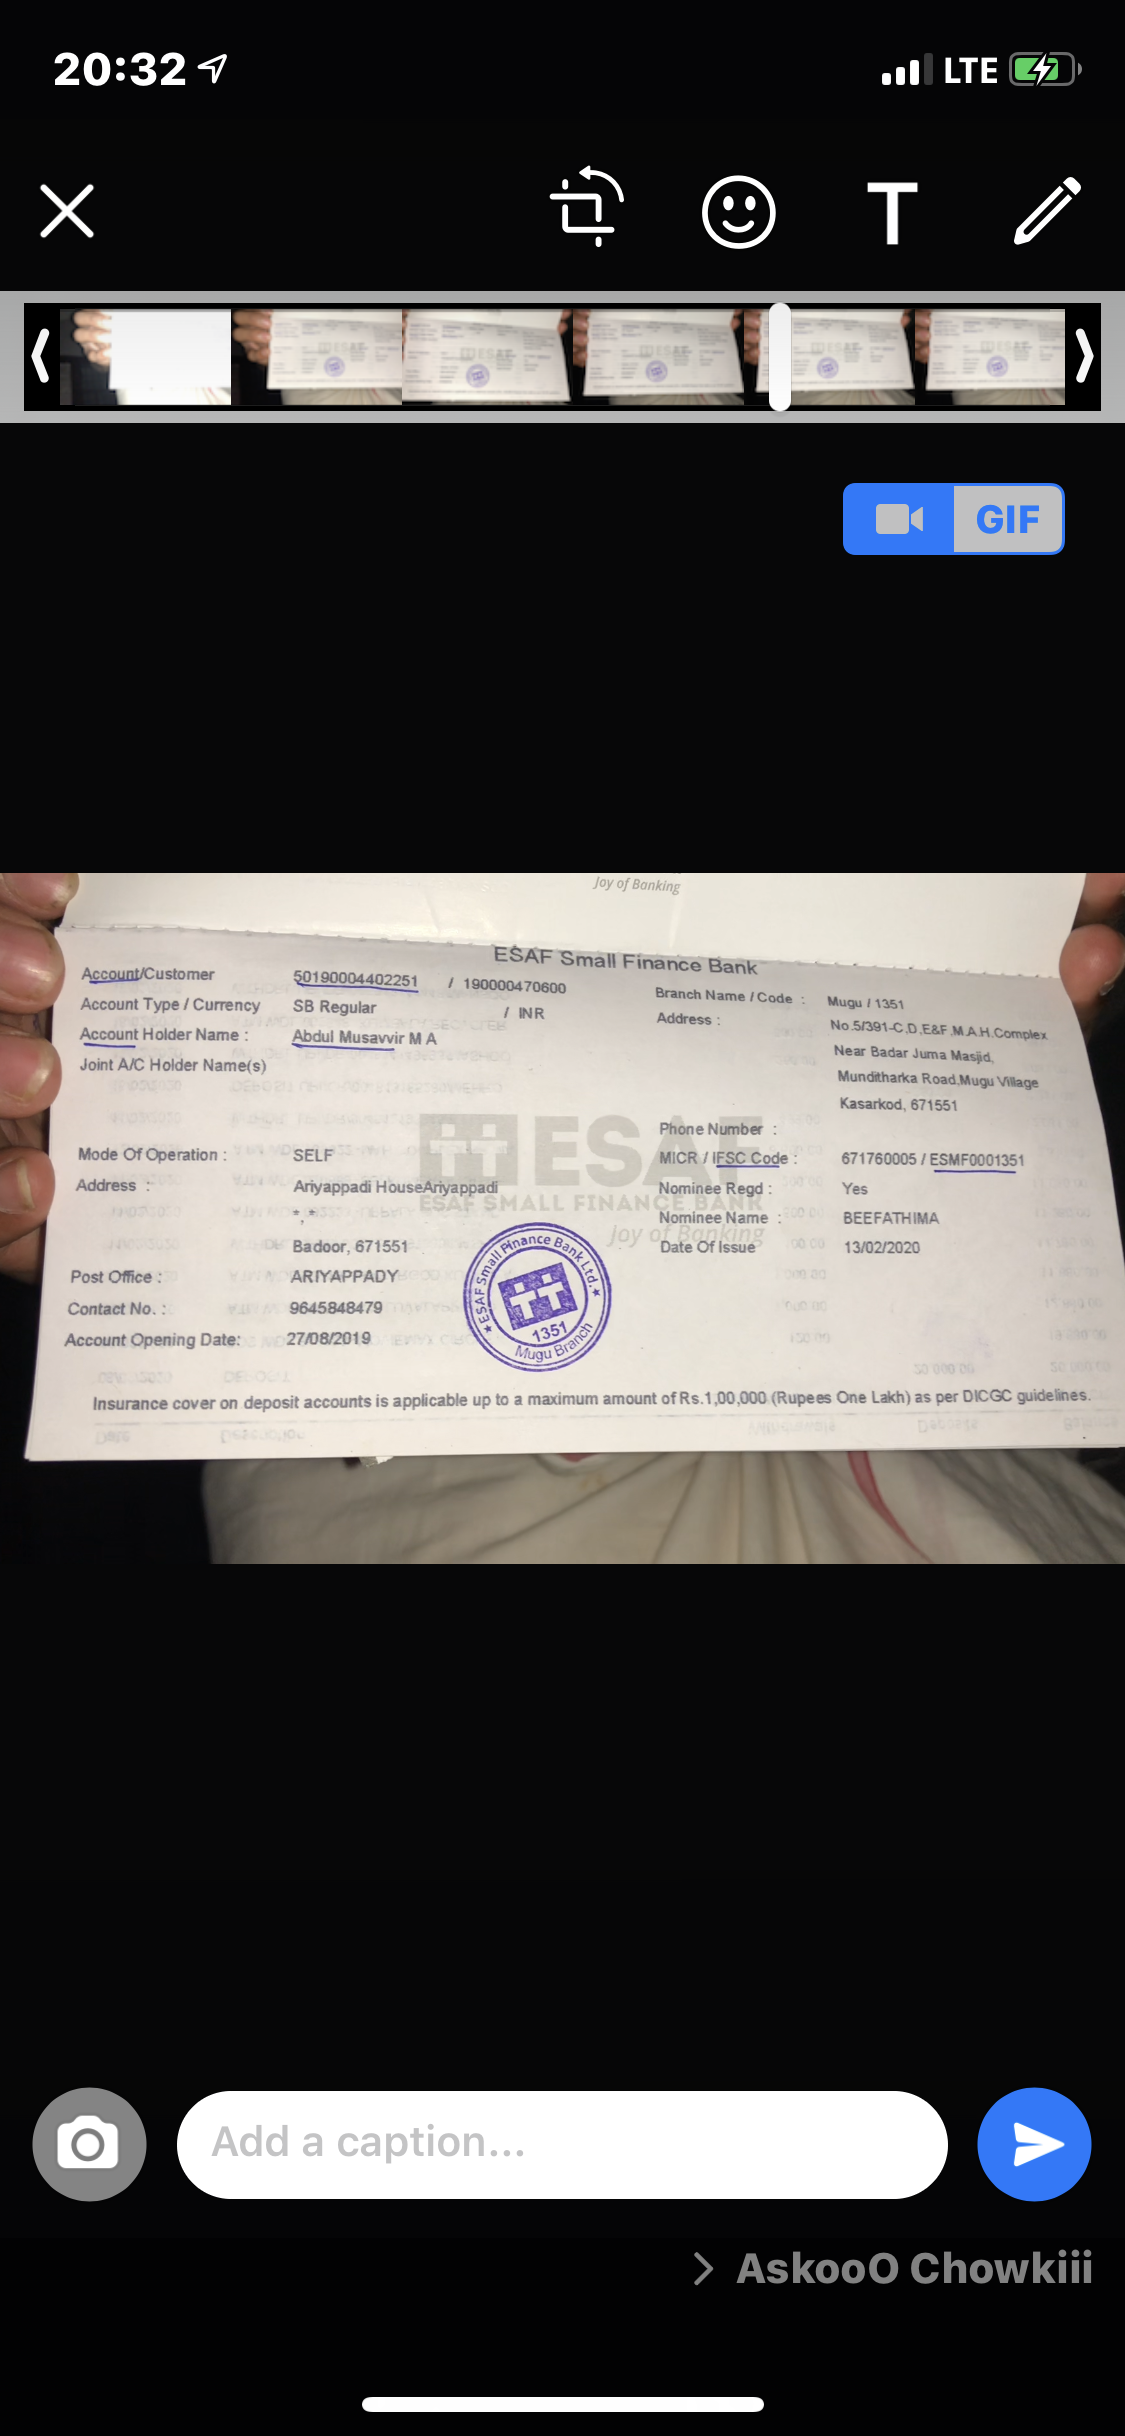 20:32
LTE
T
GIF
Joy of Banking
ESAF Small Finance Bank
Account/Customer 50190004402251 / 190000470600
Account Type / Currency SB Regular / INR
Account Holder Name : Abdul Musavvir M A
Joint A/C Holder Name(s)
Mode Of Operation : SELF
Address : Ariyappadi HouseAriyappadi
*,*
Badoor, 671551
Post Office : ARIYAPPADY
Contact No. : 9645848479
Account Opening Date: 27/08/2019
Branch Name / Code : Mugu / 1351
Address : No.5/391-C,D,E&F,M.A.H.Complex
Near Badar Juma Masjid,
Munditharka Road,Mugu Village
Kasarkod, 671551
Phone Number :
MICR / IFSC Code : 671760005 / ESMF0001351
Nominee Regd : Yes
Nominee Name : BEEFATHIMA
Date Of Issue 13/02/2020
ESAF
ESAF SMALL FINANCE BANK
Joy of Banking
ESAF Small Finance Bank Ltd.
1351
Mugu Branch
Insurance cover on deposit accounts is applicable up to a maximum amount of Rs.1,00,000 (Rupees One Lakh) as per DICGC guidelines.
Add a caption...
AskooO Chowkiii